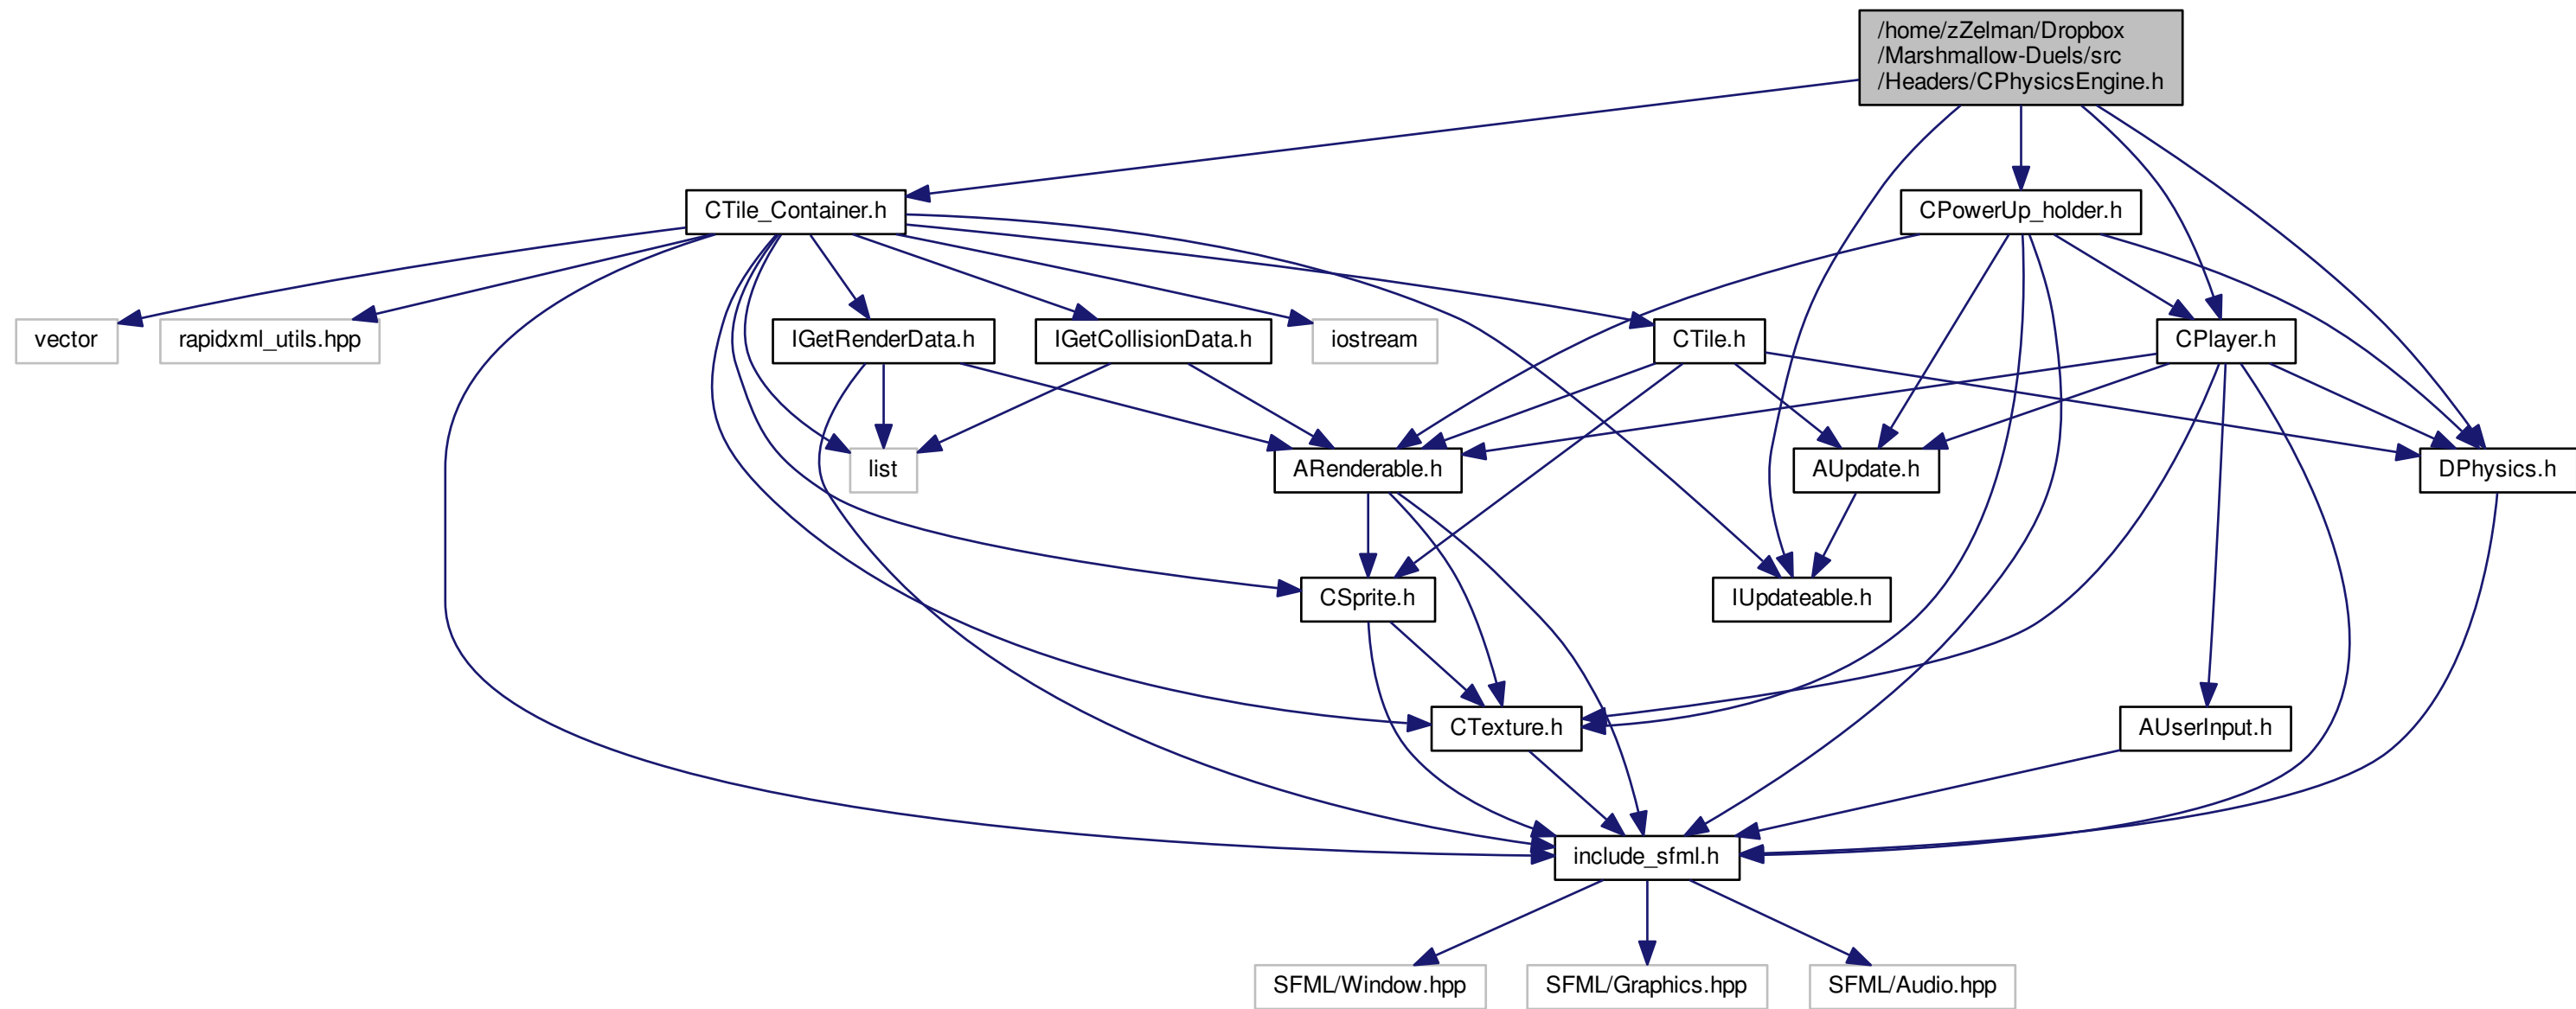 /home/zZelman/Dropbox
/Marshmallow-Duels/src
/Headers/CPhysicsEngine.h
CTile_Container.h
CPowerUp_holder.h
vector
rapidxml_utils.hpp
IGetRenderData.h
IGetCollisionData.h
iostream
CTile.h
CPlayer.h
list
ARenderable.h
AUpdate.h
DPhysics.h
CSprite.h
IUpdateable.h
CTexture.h
AUserInput.h
include_sfml.h
SFML/Window.hpp
SFML/Graphics.hpp
SFML/Audio.hpp